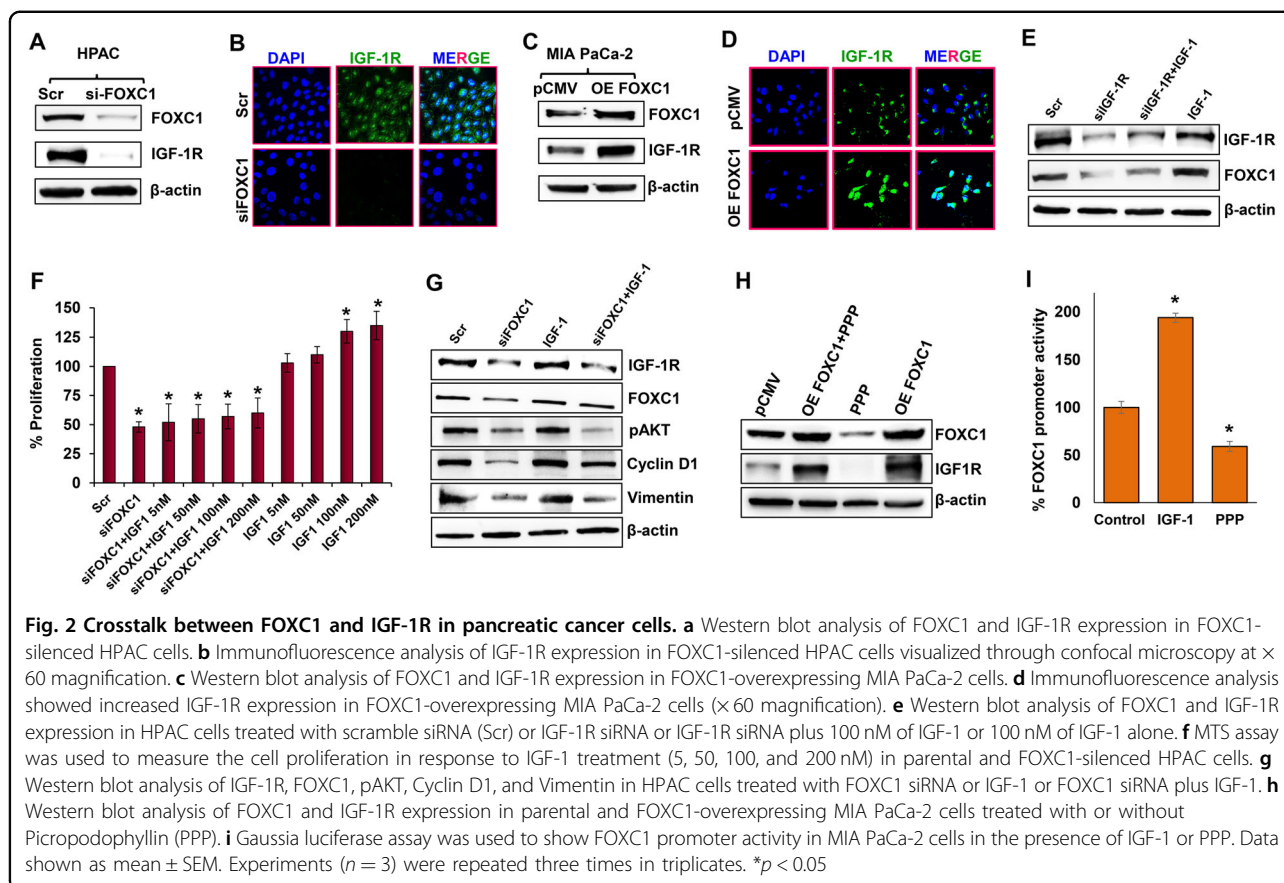 A
HPAC
Scr si-FOXC1
FOXC1
IGF-1R
β-actin
B
DAPI IGF-1R MERGE
Scr
siFOXC1
C
MIA PaCa-2
pCMV OE FOXC1
FOXC1
IGF-1R
β-actin
D
DAPI IGF-1R MERGE
pCMV
OE FOXC1
E
Scr siIGF-1R siIGF-1R+IGF-1 IGF-1
IGF-1R
FOXC1
β-actin
F
% Proliferation
150
125
100
75
50
25
0
* * * * * * *
Scr siFOXC1 siFOXC1+IGF1 5nM siFOXC1+IGF1 50nM siFOXC1+IGF1 100nM siFOXC1+IGF1 200nM IGF1 5nM IGF1 50nM IGF1 100nM IGF1 200nM
G
Scr siFOXC1 IGF-1 siFOXC1+IGF-1
IGF-1R
FOXC1
pAKT
Cyclin D1
Vimentin
β-actin
H
pCMV OE FOXC1+PPP PPP OE FOXC1
FOXC1
IGF1R
β-actin
I
% FOXC1 promoter activity
200
150
100
50
0
* *
Control IGF-1 PPP
Fig. 2 Crosstalk between FOXC1 and IGF-1R in pancreatic cancer cells. a Western blot analysis of FOXC1 and IGF-1R expression in FOXC1-
silenced HPAC cells. b Immunofluorescence analysis of IGF-1R expression in FOXC1-silenced HPAC cells visualized through confocal microscopy at ×
60 magnification. c Western blot analysis of FOXC1 and IGF-1R expression in FOXC1-overexpressing MIA PaCa-2 cells. d Immunofluorescence analysis
showed increased IGF-1R expression in FOXC1-overexpressing MIA PaCa-2 cells (× 60 magnification). e Western blot analysis of FOXC1 and IGF-1R
expression in HPAC cells treated with scramble siRNA (Scr) or IGF-1R siRNA or IGF-1R siRNA plus 100 nM of IGF-1 or 100 nM of IGF-1 alone. f MTS assay
was used to measure the cell proliferation in response to IGF-1 treatment (5, 50, 100, and 200 nM) in parental and FOXC1-silenced HPAC cells. g
Western blot analysis of IGF-1R, FOXC1, pAKT, Cyclin D1, and Vimentin in HPAC cells treated with FOXC1 siRNA or IGF-1 or FOXC1 siRNA plus IGF-1. h
Western blot analysis of FOXC1 and IGF-1R expression in parental and FOXC1-overexpressing MIA PaCa-2 cells treated with or without
Picropodophyllin (PPP). i Gaussia luciferase assay was used to show FOXC1 promoter activity in MIA PaCa-2 cells in the presence of IGF-1 or PPP. Data
shown as mean ± SEM. Experiments (n = 3) were repeated three times in triplicates. *p < 0.05